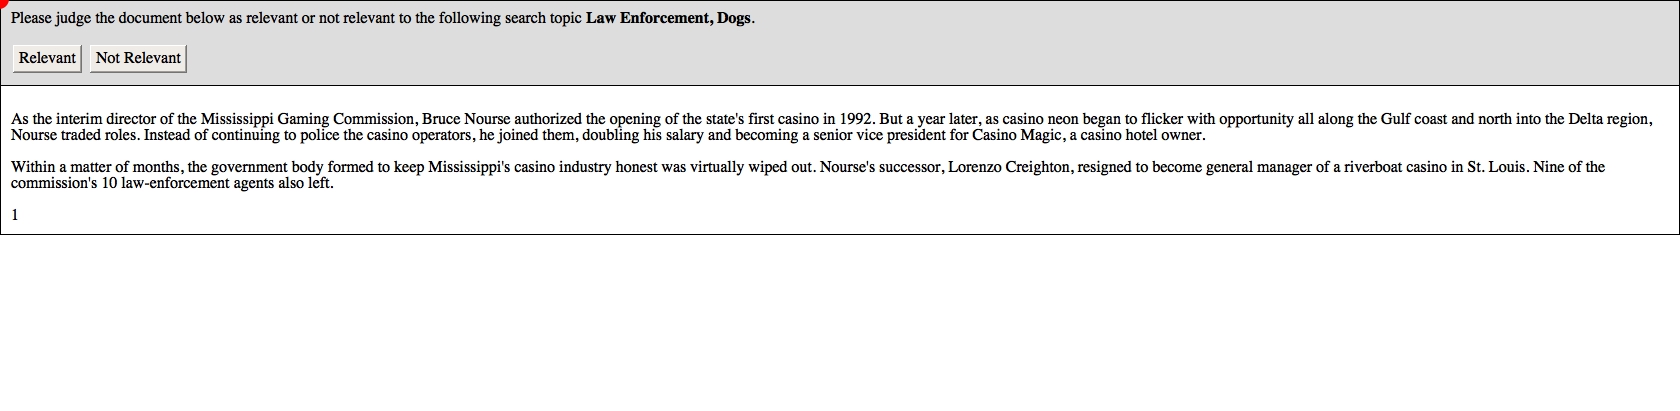 Please judge the document below as relevant or not relevant to the following search topic Law Enforcement, Dogs.
Relevant Not Relevant
As the interim director of the Mississippi Gaming Commission, Bruce Nourse authorized the opening of the state's first casino in 1992. But a year later, as casino neon began to flicker with opportunity all along the Gulf coast and north into the Delta region,
Nourse traded roles. Instead of continuing to police the casino operators, he joined them, doubling his salary and becoming a senior vice president for Casino Magic, a casino hotel owner.
Within a matter of months, the government body formed to keep Mississippi's casino industry honest was virtually wiped out. Nourse's successor, Lorenzo Creighton, resigned to become general manager of a riverboat casino in St. Louis. Nine of the
commission's 10 law-enforcement agents also left.
1